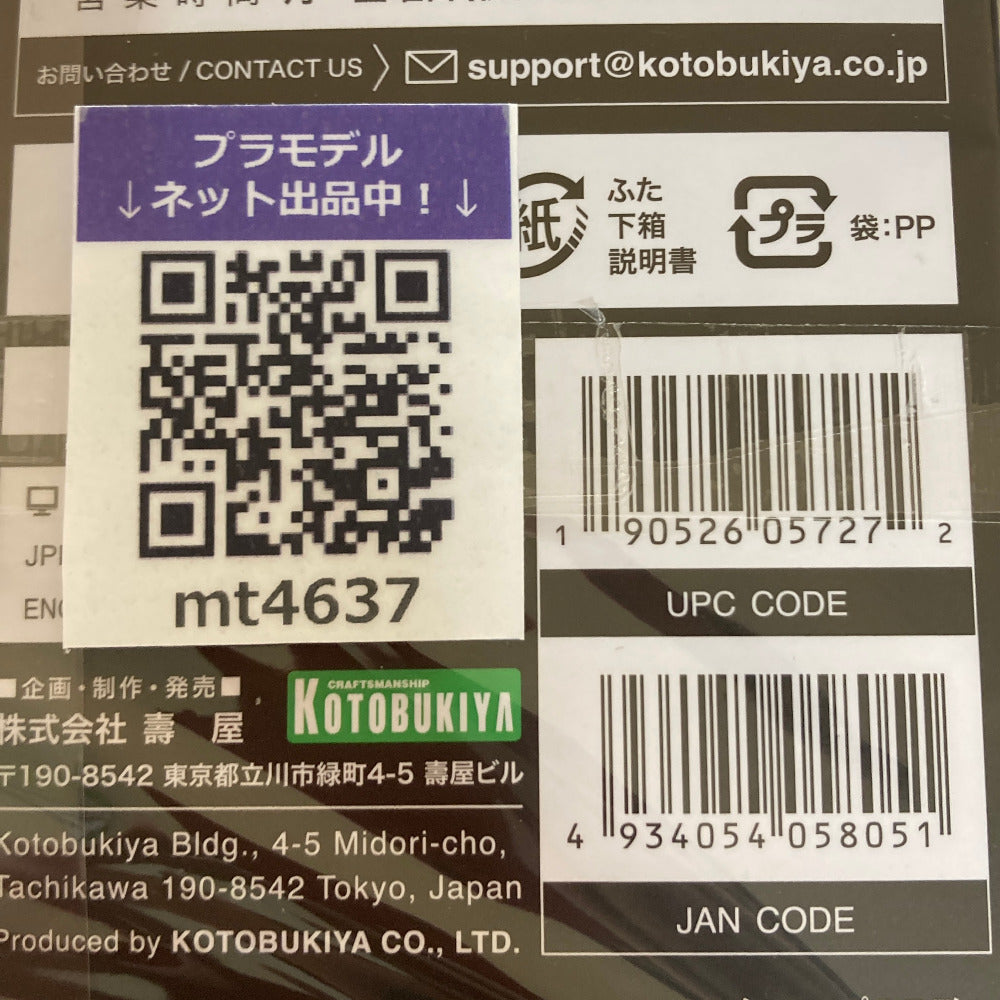 お問い合わせ / CONTACT US
support@kotobukiya.co.jp
プラモデル
↓ネット出品中！↓
mt4637
紙
ふた
下箱
説明書
プラ
袋：PP
1 90526 05727 2
UPC CODE
4 934054 058051
JAN CODE
■企画・制作・発売■
株式会社 壽 屋
CRAFTSMANSHIP
KOTOBUKIYA
〒190-8542 東京都立川市緑町4-5 壽屋ビル
Kotobukiya Bldg., 4-5 Midori-cho,
Tachikawa 190-8542 Tokyo, Japan
Produced by KOTOBUKIYA CO., LTD.